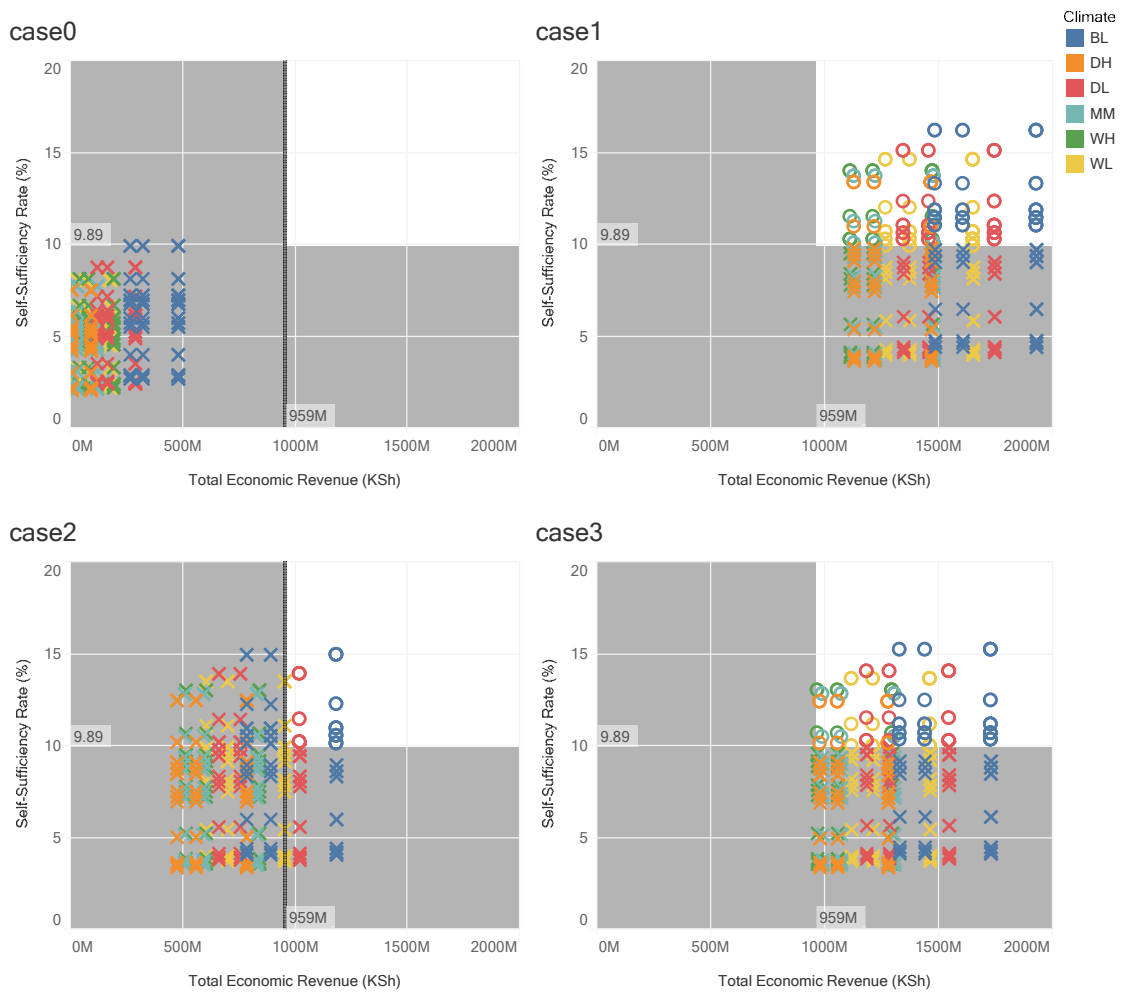 case0
case1
Climate
BL
DH
DL
MM
WH
WL
Self-Sufficiency Rate (%)
20
15
10
5
0
9.89
959M
0M 500M 1000M 1500M 2000M
Total Economic Revenue (KSh)
Self-Sufficiency Rate (%)
20
15
10
5
0
9.89
959M
0M 500M 1000M 1500M 2000M
Total Economic Revenue (KSh)
case2
case3
Self-Sufficiency Rate (%)
20
15
10
5
0
9.89
959M
0M 500M 1000M 1500M 2000M
Total Economic Revenue (KSh)
Self-Sufficiency Rate (%)
20
15
10
5
0
9.89
959M
0M 500M 1000M 1500M 2000M
Total Economic Revenue (KSh)